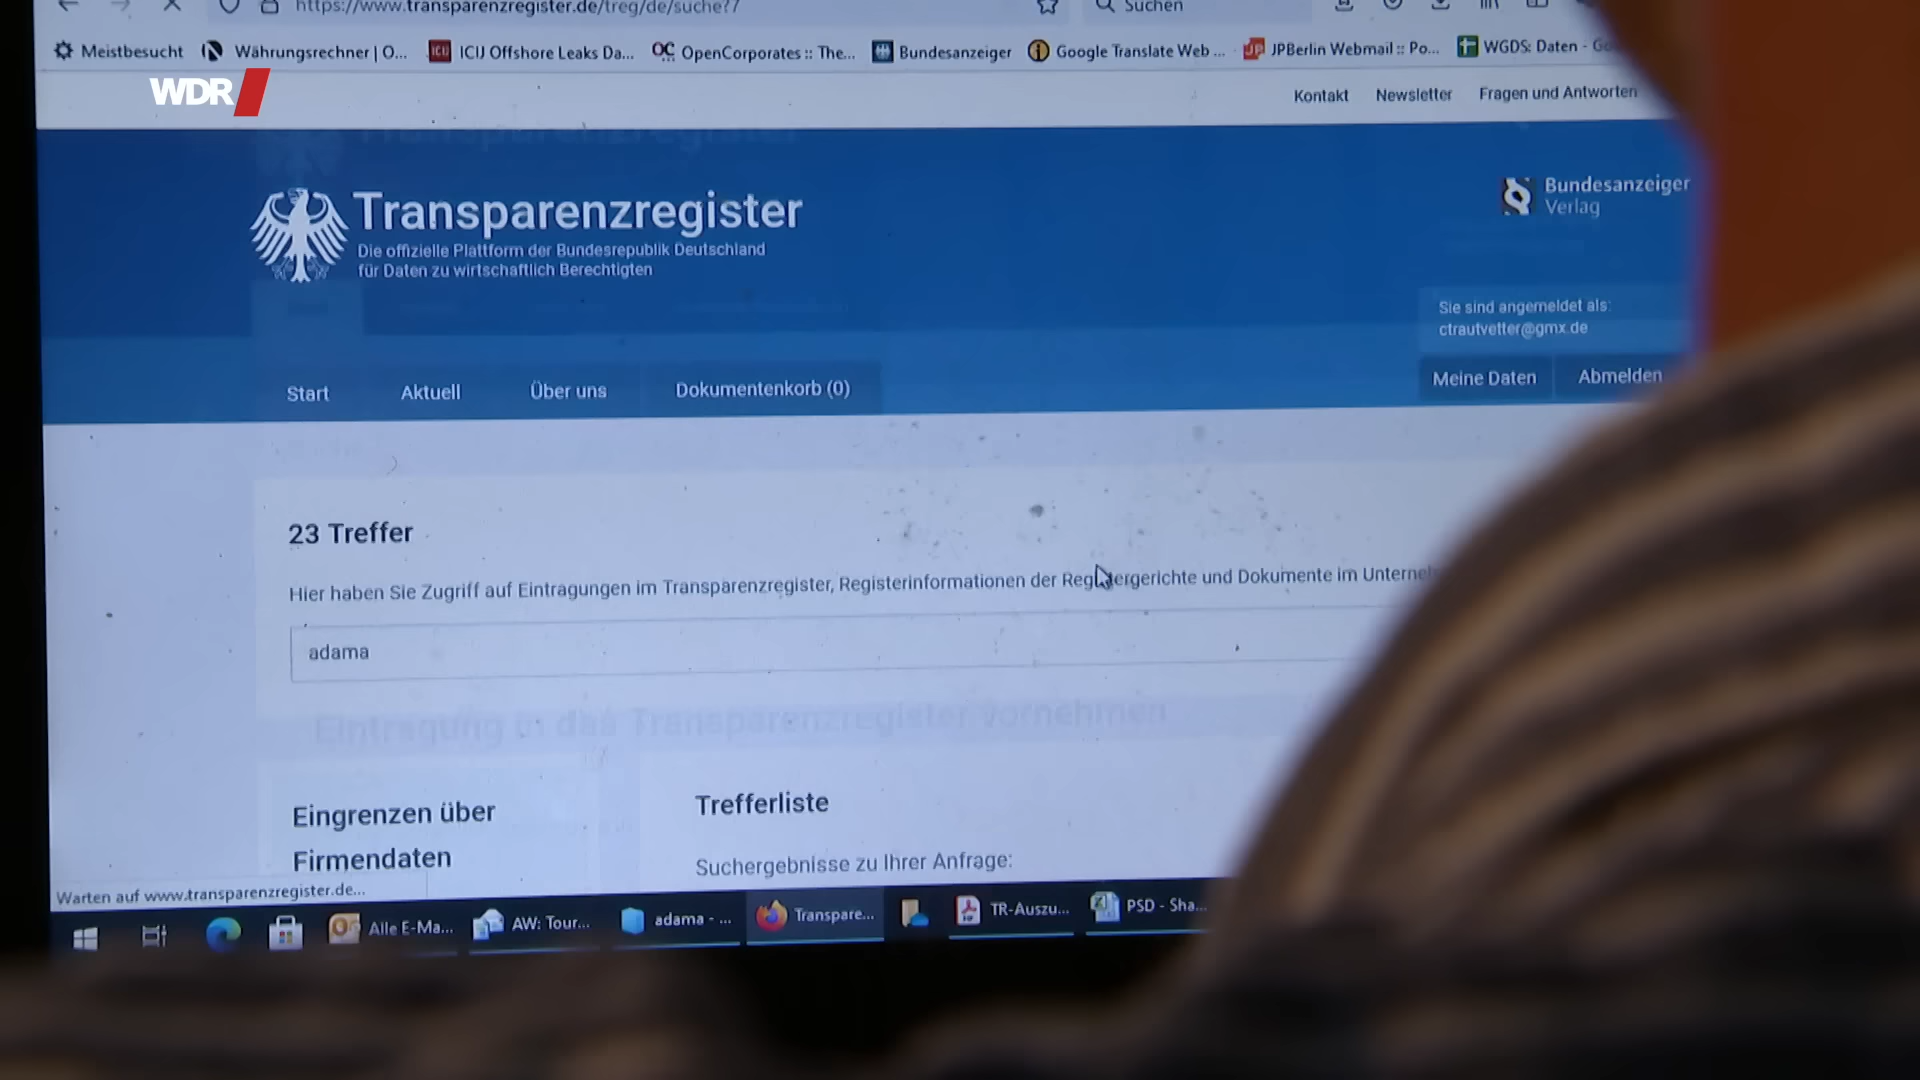 https://www.transparenzregister.de/treg/de/suche?7
Suchen
Meistbesucht
Währungsrechner | O...
ICIJ Offshore Leaks Da...
OpenCorporates :: The...
Bundesanzeiger
Google Translate Web ...
JPBerlin Webmail :: Po...
WGDS: Daten - Go
WDR
Kontakt
Newsletter
Fragen und Antworten
Transparenzregister
Die offizielle Plattform der Bundesrepublik Deutschland
für Daten zu wirtschaftlich Berechtigten
Bundesanzeiger
Verlag
Sie sind angemeldet als:
ctrautvetter@gmx.de
Start
Aktuell
Über uns
Dokumentenkorb (0)
Meine Daten
Abmelden
23 Treffer
Hier haben Sie Zugriff auf Eintragungen im Transparenzregister, Registerinformationen der Registergerichte und Dokumente im Unterneh
adama
Eintragung in das Transparenzregister vornehmen
Eingrenzen über
Firmendaten
Trefferliste
Suchergebnisse zu Ihrer Anfrage:
Warten auf www.transparenzregister.de...
Alle E-Ma...
AW: Tour...
adama - ...
Transpare...
TR-Auszu...
PSD - Sha...